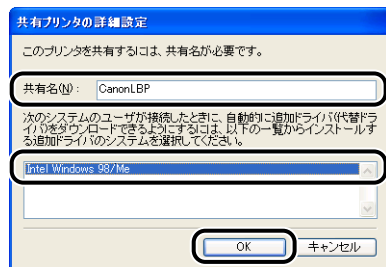 共有プリンタの詳細設定
このプリンタを共有するには、共有名が必要です。
共有名(N): CanonLBP
次のシステムのユーザが接続したときに、自動的に追加ドライバ(代替ドラ
イバ)をダウンロードできるようにするには、以下の一覧からインストールす
る追加ドライバのシステムを選択してください。
Intel Windows 98/Me
OK キャンセル